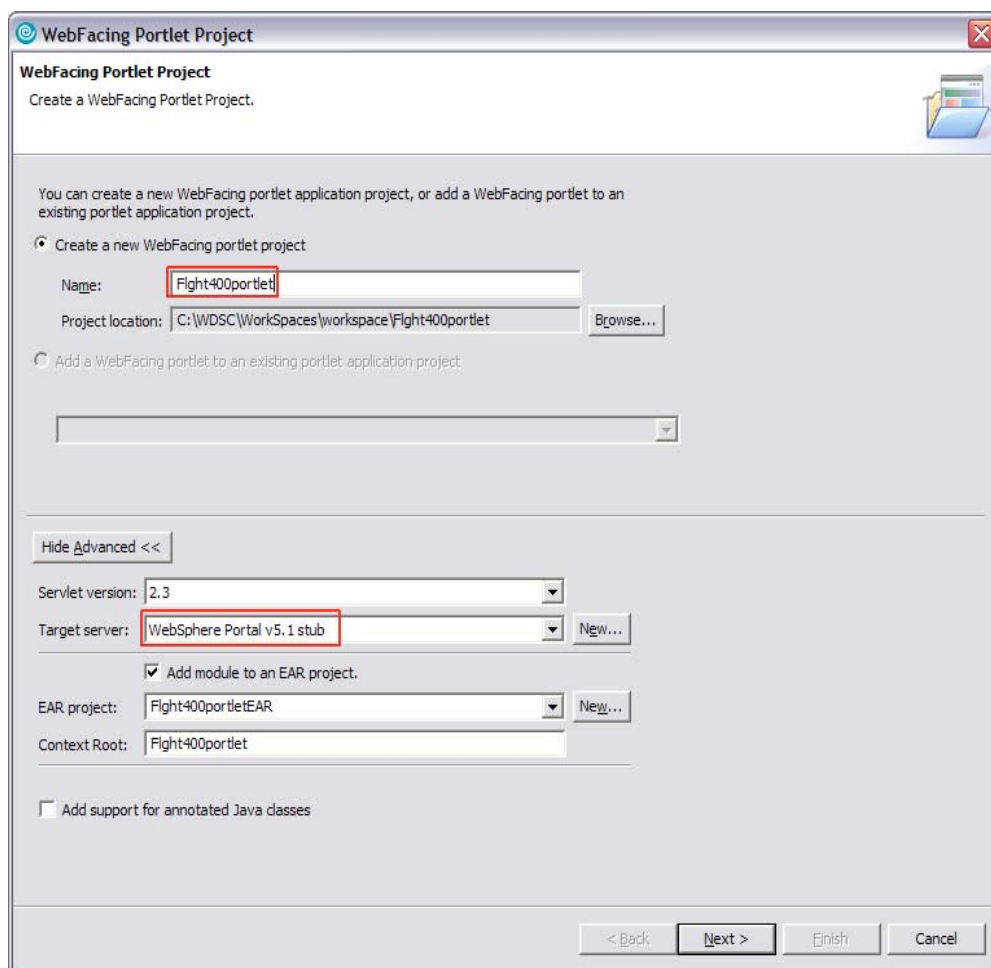 WebFacing Portlet Project
WebFacing Portlet Project
Create a WebFacing Portlet Project.
You can create a new WebFacing portlet application project, or add a WebFacing portlet to an
existing portlet application project.
Create a new WebFacing portlet project
Name: Flght400portlet
Project location: C:\WDSC\WorkSpaces\workspace\Flght400portlet Browse...
Add a WebFacing portlet to an existing portlet application project
Hide Advanced <<
Servlet version: 2.3
Target server: WebSphere Portal v5.1 stub New...
Add module to an EAR project.
EAR project: Flght400portletEAR New...
Context Root: Flght400portlet
Add support for annotated Java classes
< Back Next > Finish Cancel